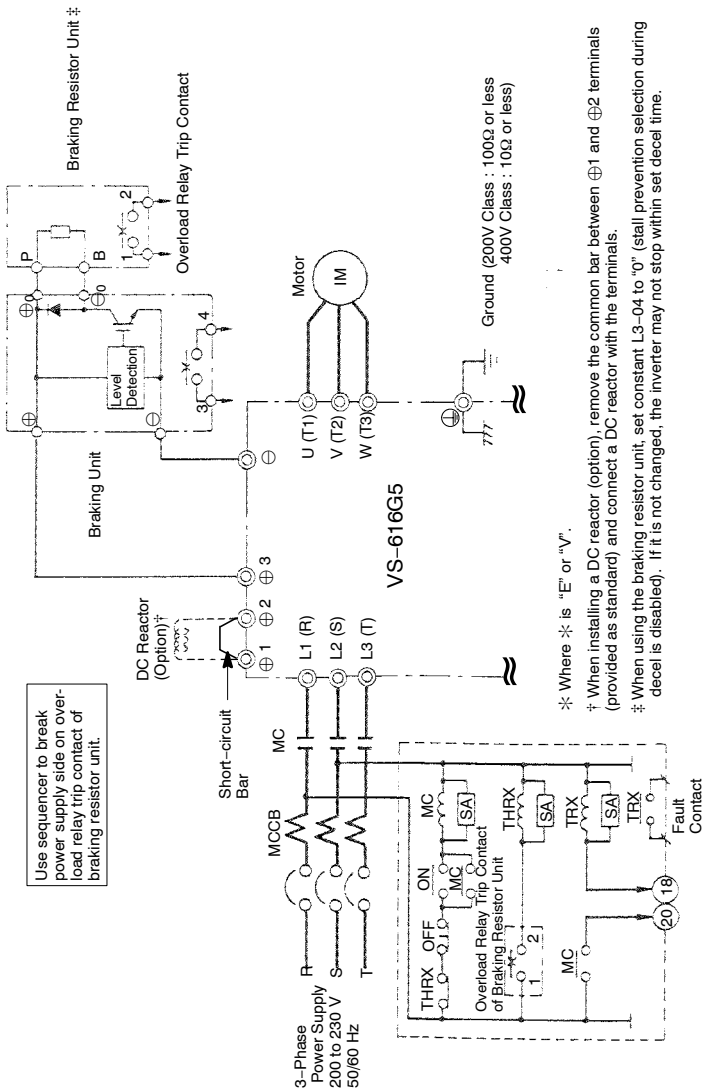 Use sequencer to break
power supply side on over-
load relay trip contact of
braking resistor unit.
Braking Resistor Unit ‡
P
B
1
2
Overload Relay Trip Contact
Braking Unit
⊕
⊖
⊕0
⊖0
Level
Detection
3
4
DC Reactor
(Option)†
Short−circuit
Bar
⊕ 1
⊕ 2
⊕ 3
⊖
3−Phase
Power Supply
200 to 230 V
50/60 Hz
R
S
T
MCCB
MC
L1 (R)
L2 (S)
L3 (T)
VS−616G5
U (T1)
V (T2)
W (T3)
Motor
IM
Ground (200V Class : 100Ω or less
400V Class : 10Ω or less)
THRX
OFF
ON
MC
MC
SA
Overload Relay Trip Contact
of Braking Resistor Unit
1
2
THRX
SA
MC
20
18
TRX
SA
TRX
Fault
Contact
✳ Where ✳ is “E” or “V”.
† When installing a DC reactor (option), remove the common bar between ⊕1 and ⊕2 terminals
(provided as standard) and connect a DC reactor with the terminals.
‡ When using the braking resistor unit, set constant L3−04 to “0” (stall prevention selection during
decel is disabled). If it is not changed, the inverter may not stop within set decel time.